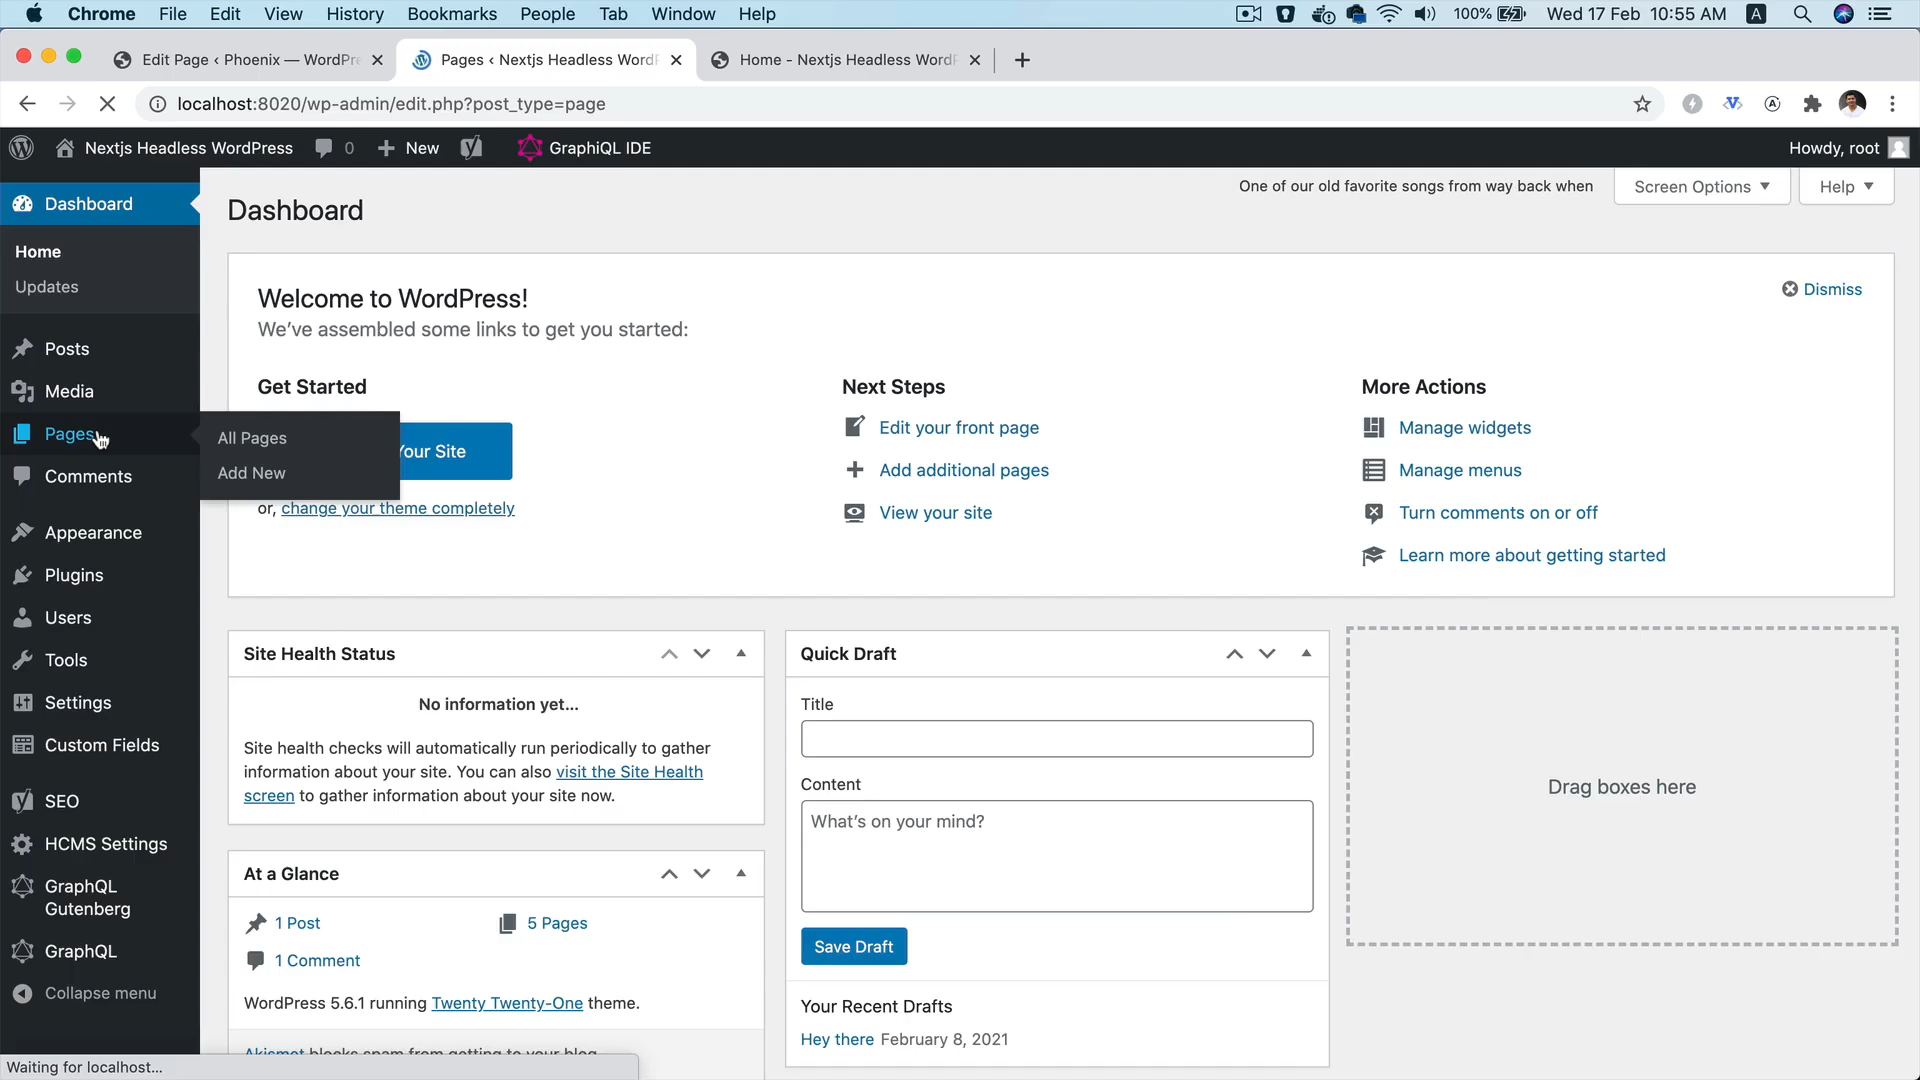 Chrome File Edit View History Bookmarks People Tab Window Help 100% Wed 17 Feb 10:55 AM A
Edit Page ‹ Phoenix — WordPr
Pages ‹ Nextjs Headless Word
Home - Nextjs Headless Word
localhost:8020/wp-admin/edit.php?post_type=page
Nextjs Headless WordPress 0 New GraphiQL IDE Howdy, root
Dashboard
Home
Updates
Posts
Media
Pages
Comments
Appearance
Plugins
Users
Tools
Settings
Custom Fields
SEO
HCMS Settings
GraphQL
Gutenberg
GraphQL
Collapse menu
All Pages
Add New
One of our old favorite songs from way back when
Screen Options
Help
Dashboard
Welcome to WordPress!
Dismiss
We've assembled some links to get you started:
Get Started
Your Site
or, change your theme completely
Next Steps
Edit your front page
Add additional pages
View your site
More Actions
Manage widgets
Manage menus
Turn comments on or off
Learn more about getting started
Site Health Status
No information yet...
Site health checks will automatically run periodically to gather
information about your site. You can also visit the Site Health
screen to gather information about your site now.
At a Glance
1 Post
5 Pages
1 Comment
WordPress 5.6.1 running Twenty Twenty-One theme.
Akismet blocks spam from getting to your blog
Quick Draft
Title
Content
What's on your mind?
Save Draft
Your Recent Drafts
Hey there February 8, 2021
Drag boxes here
Waiting for localhost...